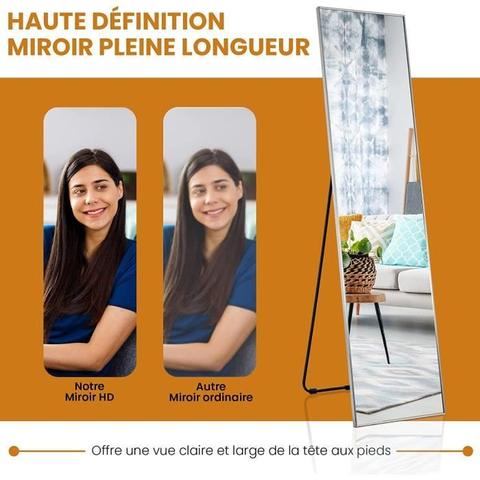 HAUTE DÉFINITION
MIROIR PLEINE LONGUEUR
Notre
Miroir HD
Autre
Miroir ordinaire
Offre une vue claire et large de la tête aux pieds